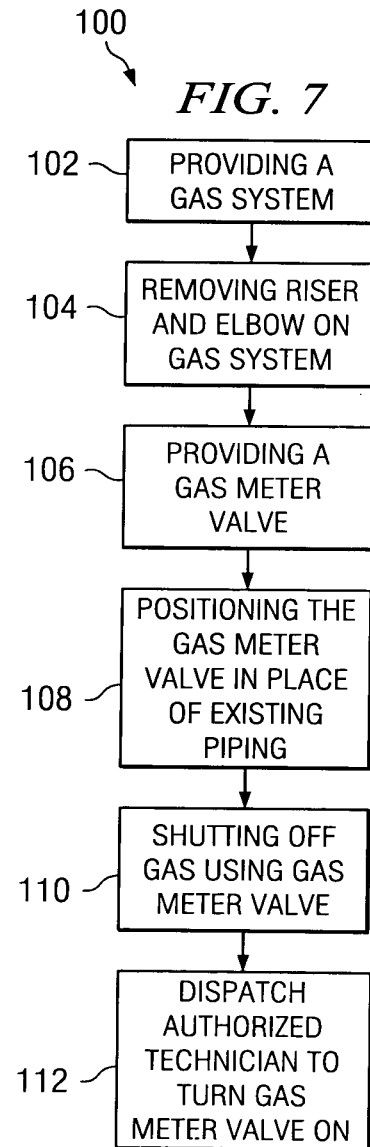 100
FIG. 7
102
PROVIDING A
GAS SYSTEM
104
REMOVING RISER
AND ELBOW ON
GAS SYSTEM
106
PROVIDING A
GAS METER
VALVE
108
POSITIONING THE
GAS METER
VALVE IN PLACE
OF EXISTING
PIPING
110
SHUTTING OFF
GAS USING GAS
METER VALVE
112
DISPATCH
AUTHORIZED
TECHNICIAN TO
TURN GAS
METER VALVE ON